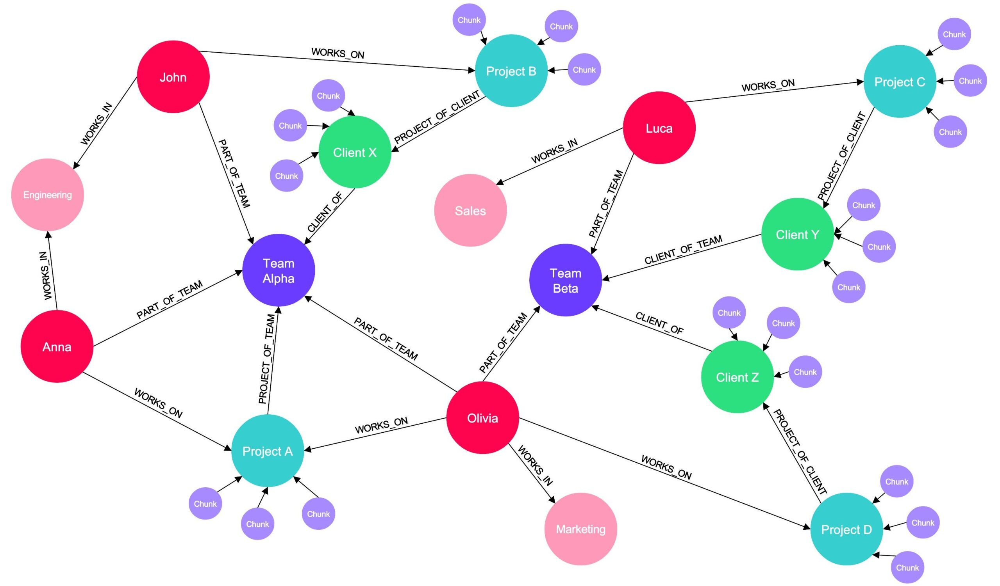 Chunk
Chunk
Chunk
WORKS_ON
Chunk
John
Project B
Chunk
Project C
Chunk
WORKS_ON
Chunk
PROJECT_OF_CLIENT
WORKS_IN
Chunk
Luca
Chunk
PROJECT_OF_CLIENT
Client X
WORKS_IN
PART_OF_TEAM
Chunk
Engineering
CLIENT_OF
Sales
PART_OF_TEAM
Chunk
Client Y
Chunk
CLIENT_OF_TEAM
Team
Alpha
Team
Beta
WORKS_IN
Chunk
PART_OF_TEAM
Chunk
Chunk
CLIENT_OF
PART_OF_TEAM
PART_OF_TEAM
Anna
PROJECT_OF_TEAM
Chunk
Client Z
WORKS_ON
Olivia
WORKS_ON
PROJECT_OF_CLIENT
Project A
WORKS_IN
WORKS_ON
Chunk
Chunk
Chunk
Chunk
Chunk
Marketing
Project D
Chunk